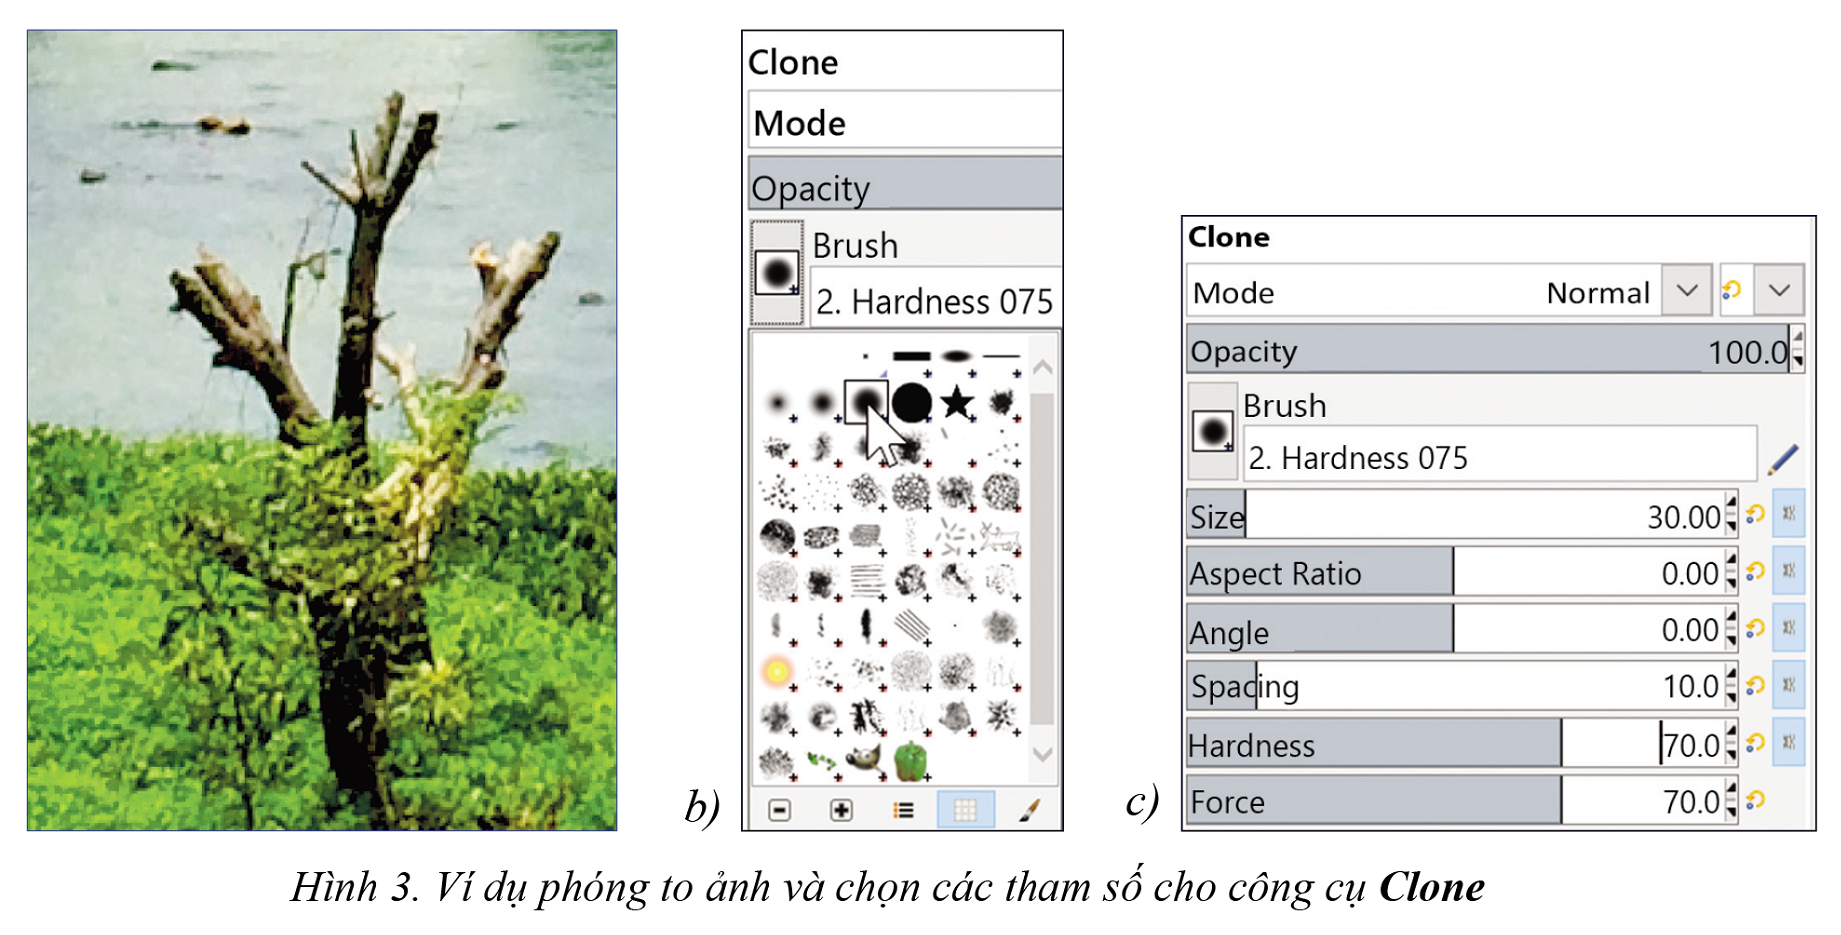 Clone
Mode
Opacity
Brush
2. Hardness 075
b)
Clone
Mode Normal
Opacity 100.0
Brush
2. Hardness 075
Size 30.00
Aspect Ratio 0.00
Angle 0.00
Spacing 10.0
Hardness 70.0
Force 70.0
c)
Hình 3. Ví dụ phóng to ảnh và chọn các tham số cho công cụ Clone